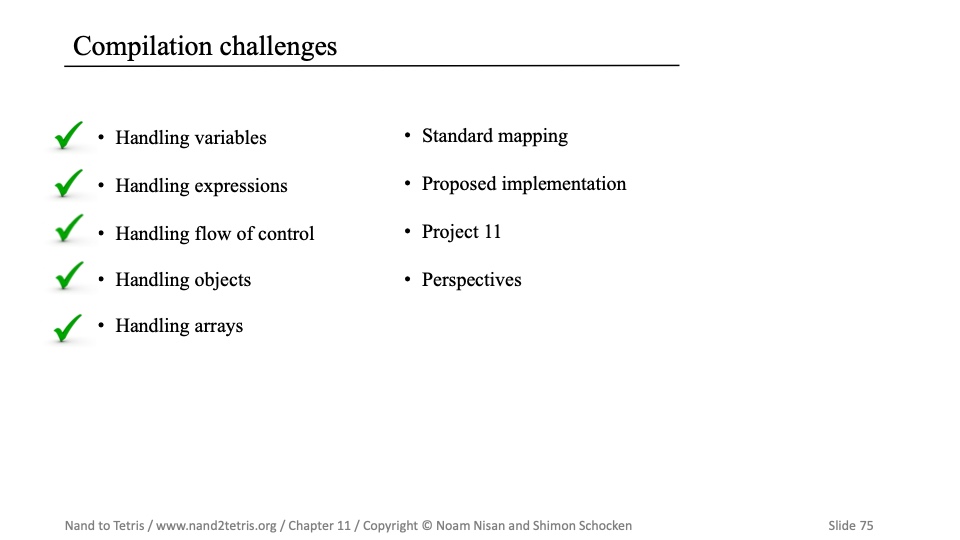 Compilation challenges
• Handling variables
• Handling expressions
• Handling flow of control
• Handling objects
• Handling arrays
• Standard mapping
• Proposed implementation
• Project 11
• Perspectives
Nand to Tetris / www.nand2tetris.org / Chapter 11 / Copyright © Noam Nisan and Shimon Schocken
Slide 75